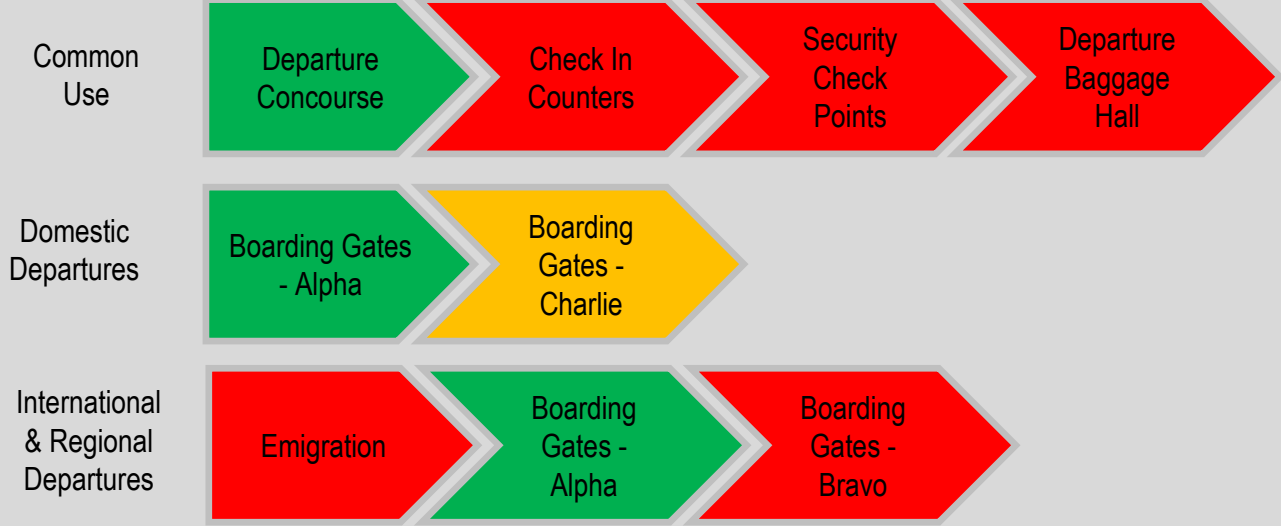 Common
Use
Departure
Concourse
Check In
Counters
Security
Check
Points
Departure
Baggage
Hall
Domestic
Departures
Boarding Gates
- Alpha
Boarding
Gates -
Charlie
International
& Regional
Departures
Emigration
Boarding
Gates -
Alpha
Boarding
Gates -
Bravo